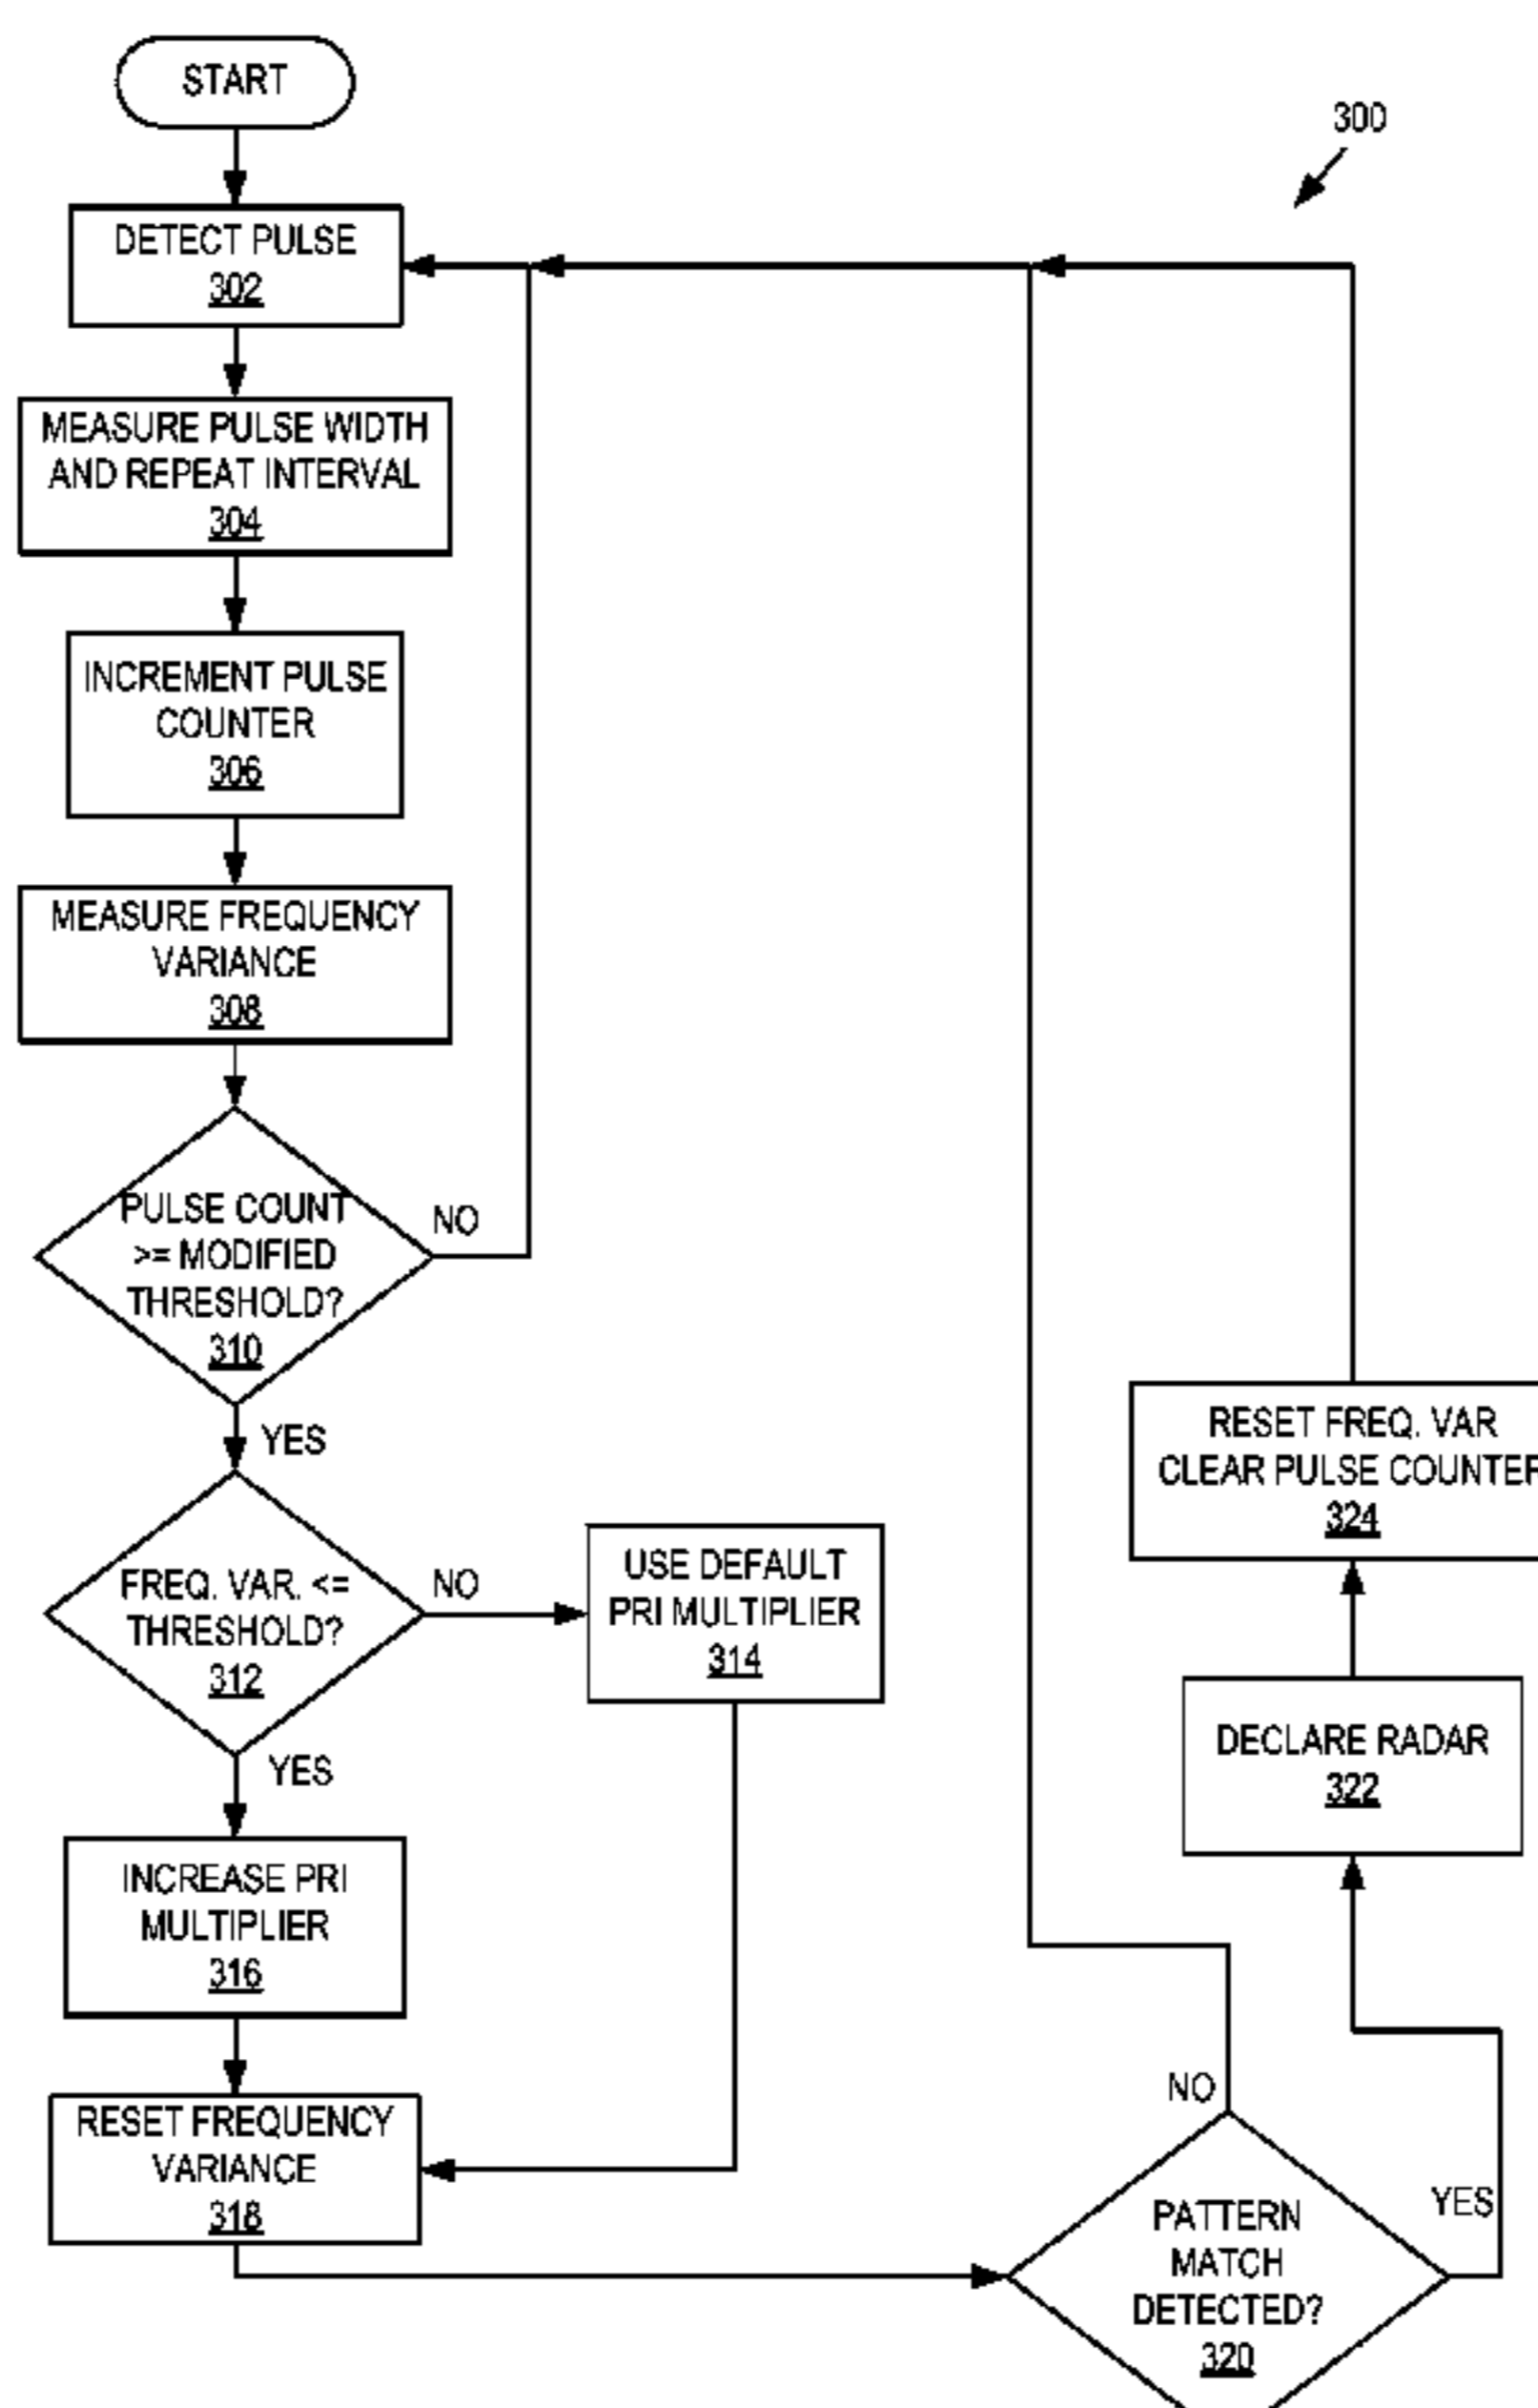 START
300
DETECT PULSE
302
MEASURE PULSE WIDTH
AND REPEAT INTERVAL
304
INCREMENT PULSE
COUNTER
306
MEASURE FREQUENCY
VARIANCE
308
PULSE COUNT
>= MODIFIED
THRESHOLD?
310
NO
YES
FREQ. VAR. <=
THRESHOLD?
312
NO
USE DEFAULT
PRI MULTIPLIER
314
YES
INCREASE PRI
MULTIPLIER
316
RESET FREQUENCY
VARIANCE
318
PATTERN
MATCH
DETECTED?
320
NO
YES
DECLARE RADAR
322
RESET FREQ. VAR
CLEAR PULSE COUNTER
324